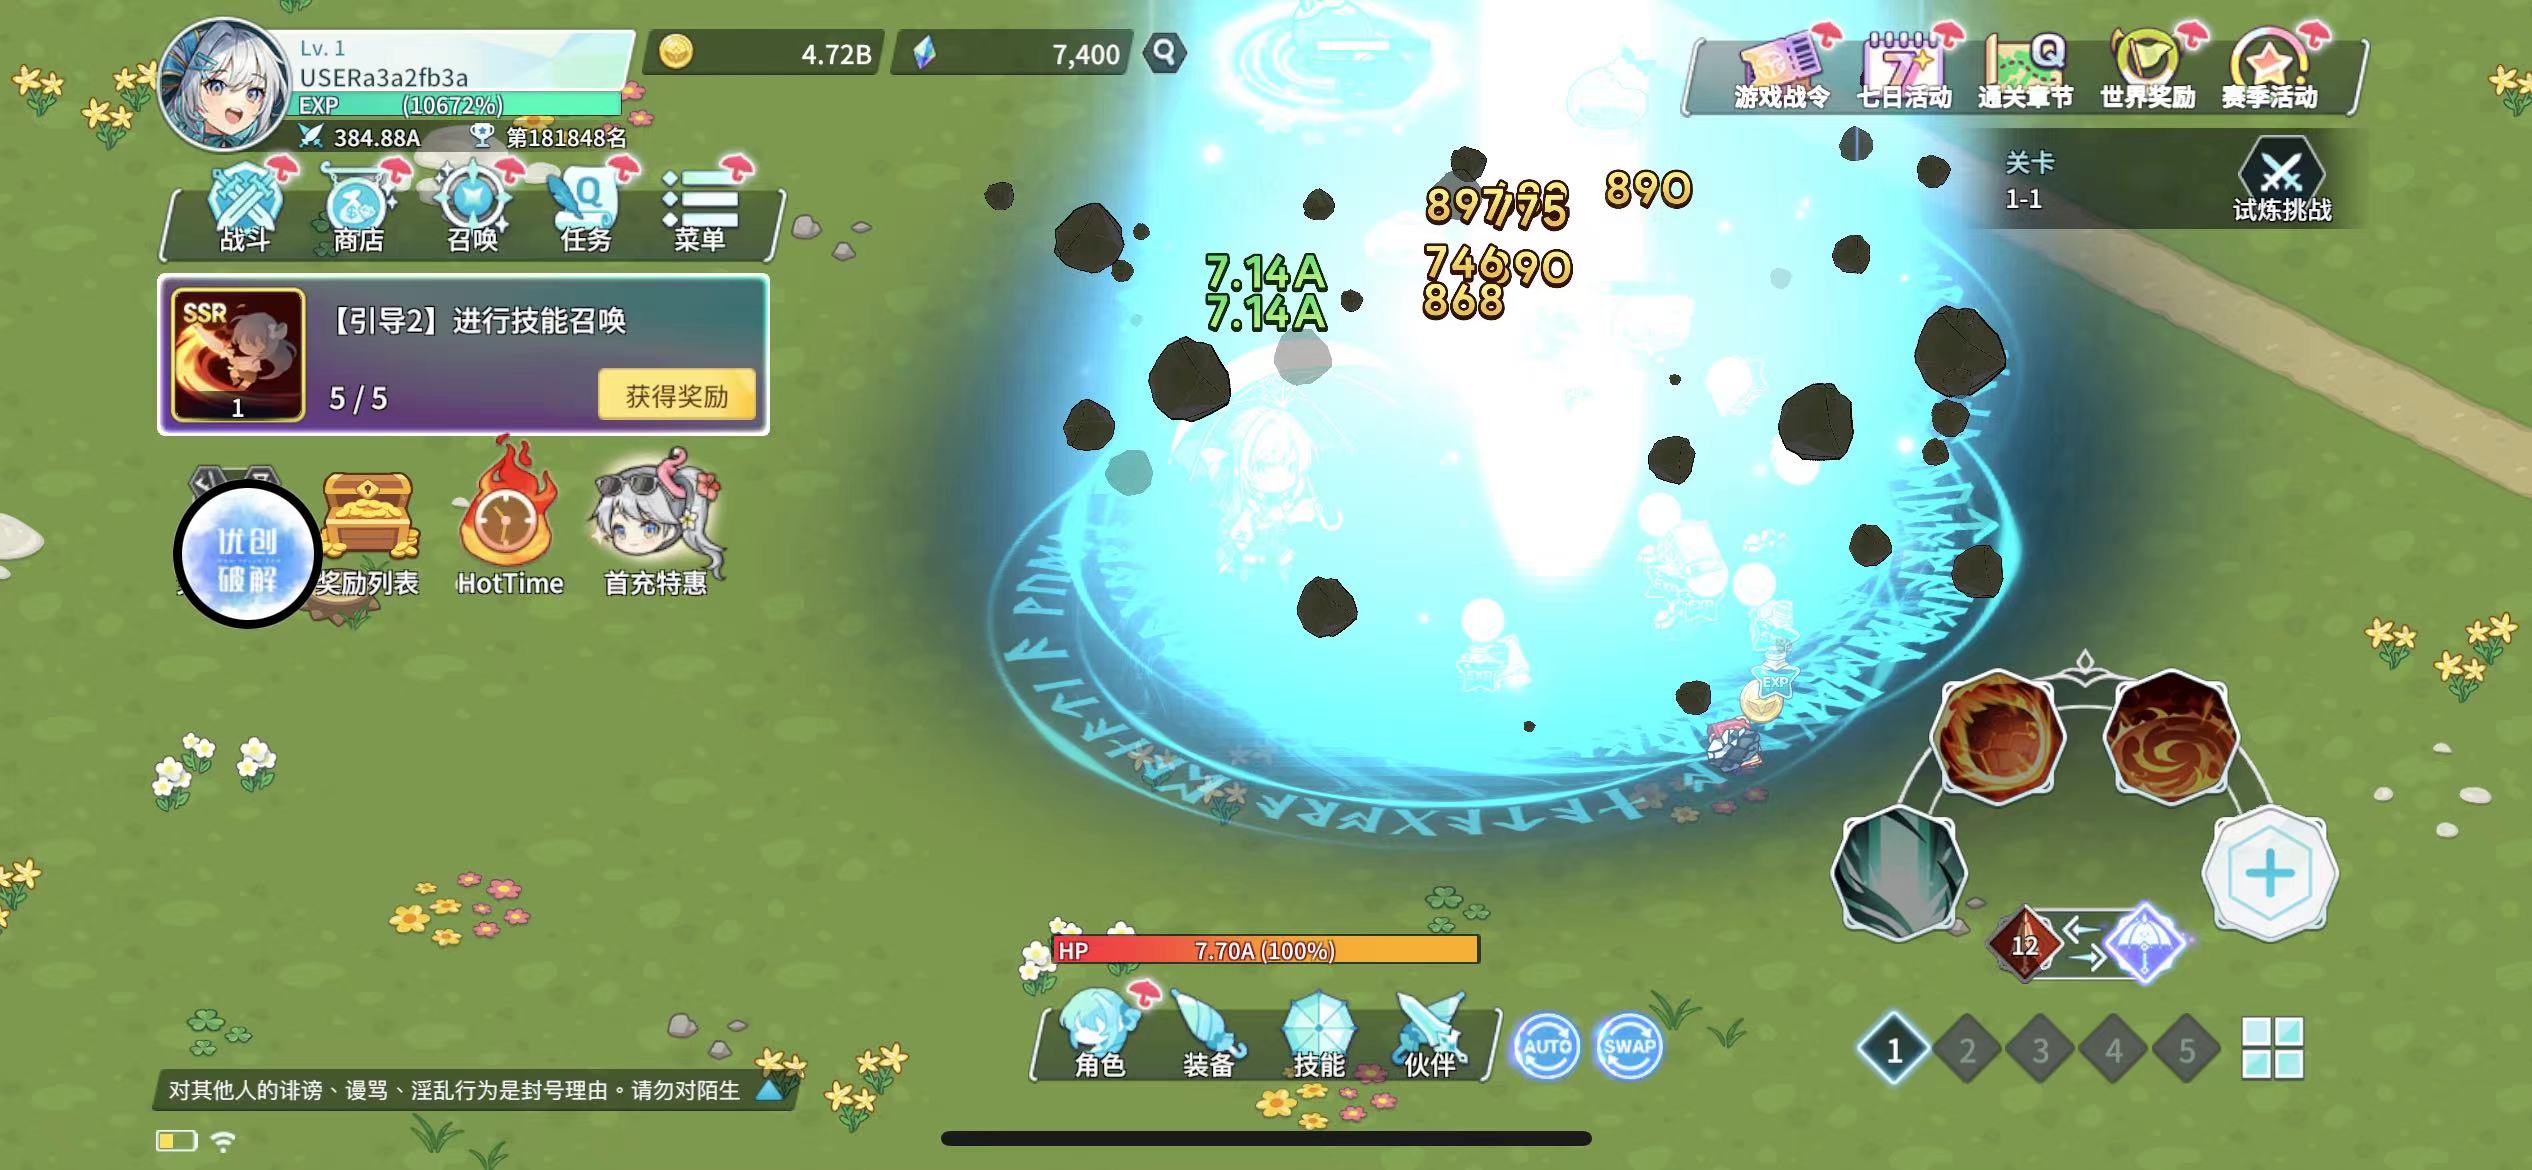 Lv. 1
USERa3a2fb3a
EXP (10672%)
384.88A 第181848名
4.72B
7,400
游戏战令 七日活动 通关章节 世界奖励 赛季活动
关卡
1-1
试炼挑战
战斗 商店 召唤 任务 菜单
SSR
【引导2】进行技能召唤
1
5 / 5
获得奖励
优创
破解
奖励列表 HotTime 首充特惠
890
7.14A
7.14A
868
EXP
12
HP 7.70A (100%)
角色 装备 技能 伙伴
AUTO SWAP
1 2 3 4 5
对其他人的诽谤、谩骂、淫乱行为是封号理由。请勿对陌生